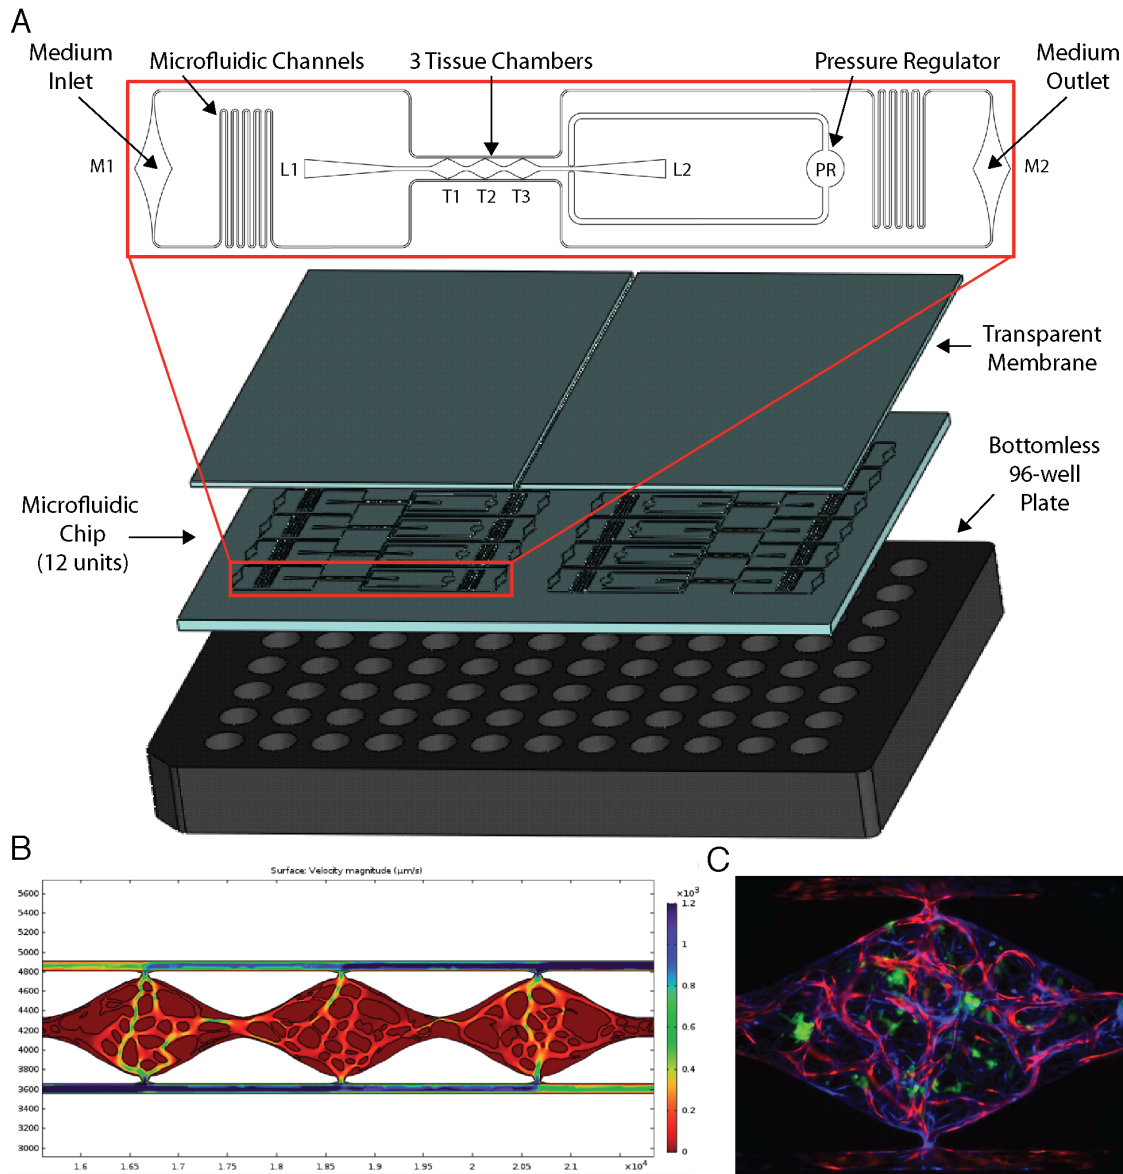 A
Medium
Inlet
Microfluidic Channels
3 Tissue Chambers
Pressure Regulator
Medium
Outlet
M1
L1
T1 T2 T3
L2
PR
M2
Transparent
Membrane
Bottomless
96-well
Plate
Microfluidic
Chip
(12 units)
B
Surface: Velocity magnitude (µm/s)
×10³
5600
5400
5200
5000
4800
4600
4400
4200
4000
3800
3600
3400
3200
3000
1.2
1
0.8
0.6
0.4
0.2
0
1.6 1.65 1.7 1.75 1.8 1.85 1.9 1.95 2 2.05 2.1 ×10⁴
C